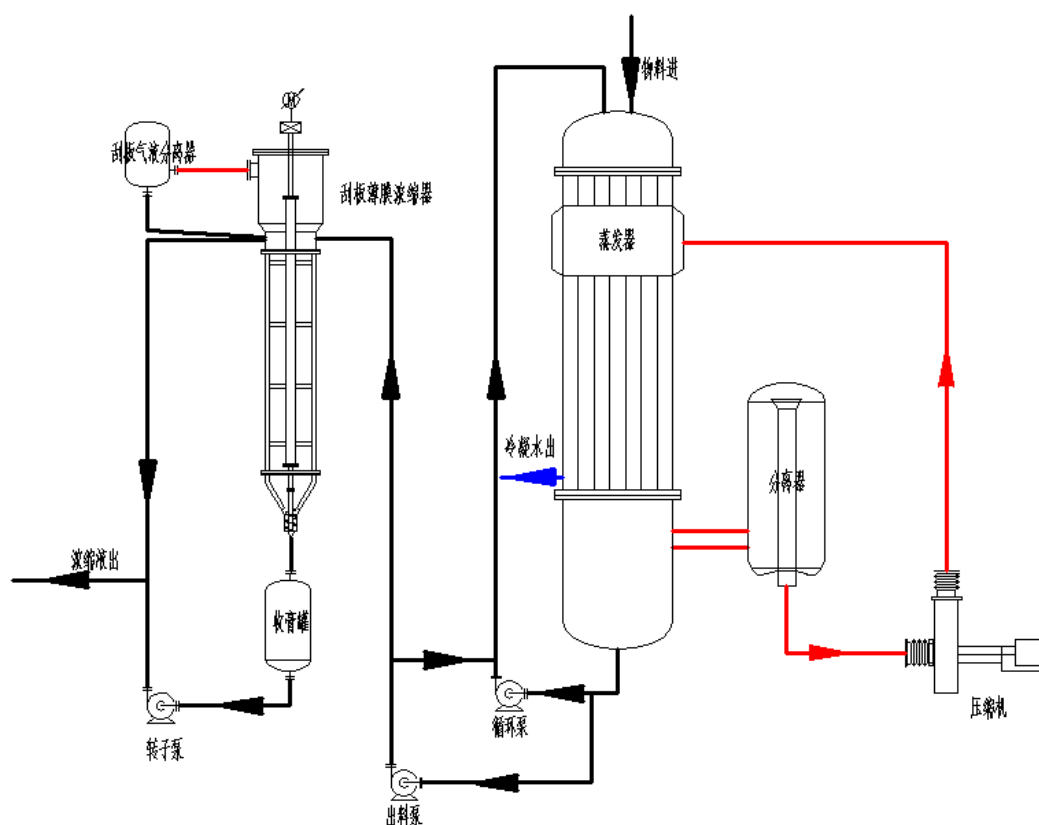 物料进
刮板气液分离器
刮板薄膜浓缩器
蒸发器
冷凝水出
分离器
浓缩液出
收膏罐
压缩机
循环泵
转子泵
出料泵